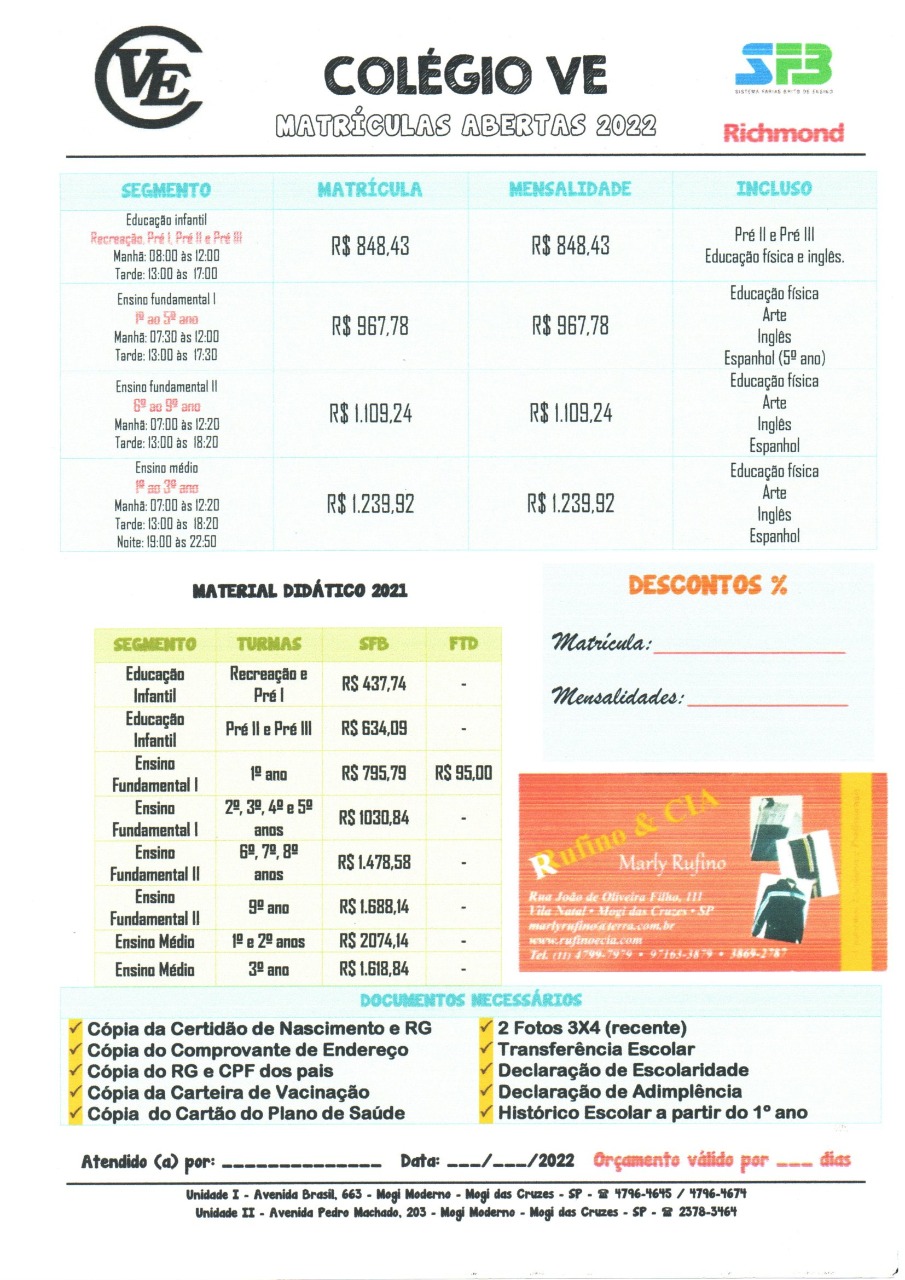 VE
COLÉGIO VE
MATRÍCULAS ABERTAS 2022
SFB
SISTEMA FARIAS BRITO DE ENSINO
Richmond
SEGMENTO MATRÍCULA MENSALIDADE INCLUSO
Educação infantil
Recreação, Pré I, Pré II e Pré III
Manhã: 08:00 às 12:00
Tarde: 13:00 às 17:00
R$ 848,43 R$ 848,43
Pré II e Pré III
Educação física e inglês.
Ensino fundamental I
1º ao 5º ano
Manhã: 07:30 às 12:00
Tarde: 13:00 às 17:30
R$ 967,78 R$ 967,78
Educação física
Arte
Inglês
Espanhol (5º ano)
Ensino fundamental II
6º ao 9º ano
Manhã: 07:00 às 12:20
Tarde: 13:00 às 18:20
R$ 1.109,24 R$ 1.109,24
Educação física
Arte
Inglês
Espanhol
Ensino médio
1º ao 3º ano
Manhã: 07:00 às 12:20
Tarde: 13:00 às 18:20
Noite: 19:00 às 22:50
R$ 1.239,92 R$ 1.239,92
Educação física
Arte
Inglês
Espanhol
MATERIAL DIDÁTICO 2021
SEGMENTO TURMAS SFB FTD
Educação Infantil Recreação e Pré I R$ 437,74 -
Educação Infantil Pré II e Pré III R$ 634,09 -
Ensino Fundamental I 1º ano R$ 795,79 R$ 95,00
Ensino Fundamental I 2º, 3º, 4º e 5º anos R$ 1030,84 -
Ensino Fundamental II 6º, 7º, 8º anos R$ 1.478,58 -
Ensino Fundamental II 9º ano R$ 1.688,14 -
Ensino Médio 1º e 2º anos R$ 2074,14 -
Ensino Médio 3º ano R$ 1.618,84 -
DESCONTOS %
Matrícula:
Mensalidades:
Rufino & CIA
Marly Rufino
Rua João de Oliveira Filho, 111
Vila Natal • Mogi das Cruzes • SP
marlyrufino@terra.com.br
www.rufinoecia.com
Tel. (11) 4799-7979 • 97163-3879 • 3869-2787
DOCUMENTOS NECESSÁRIOS
✓ Cópia da Certidão de Nascimento e RG
✓ Cópia do Comprovante de Endereço
✓ Cópia do RG e CPF dos pais
✓ Cópia da Carteira de Vacinação
✓ Cópia do Cartão do Plano de Saúde
✓ 2 Fotos 3X4 (recente)
✓ Transferência Escolar
✓ Declaração de Escolaridade
✓ Declaração de Adimplência
✓ Histórico Escolar a partir do 1º ano
Atendido (a) por: ______________ Data: ___/___/2022 Orçamento válido por ___ dias
Unidade I - Avenida Brasil, 663 - Mogi Moderno - Mogi das Cruzes - SP - ☎ 4796-4645 / 4796-4674
Unidade II - Avenida Pedro Machado, 203 - Mogi Moderno - Mogi das Cruzes - SP - ☎ 2378-3464